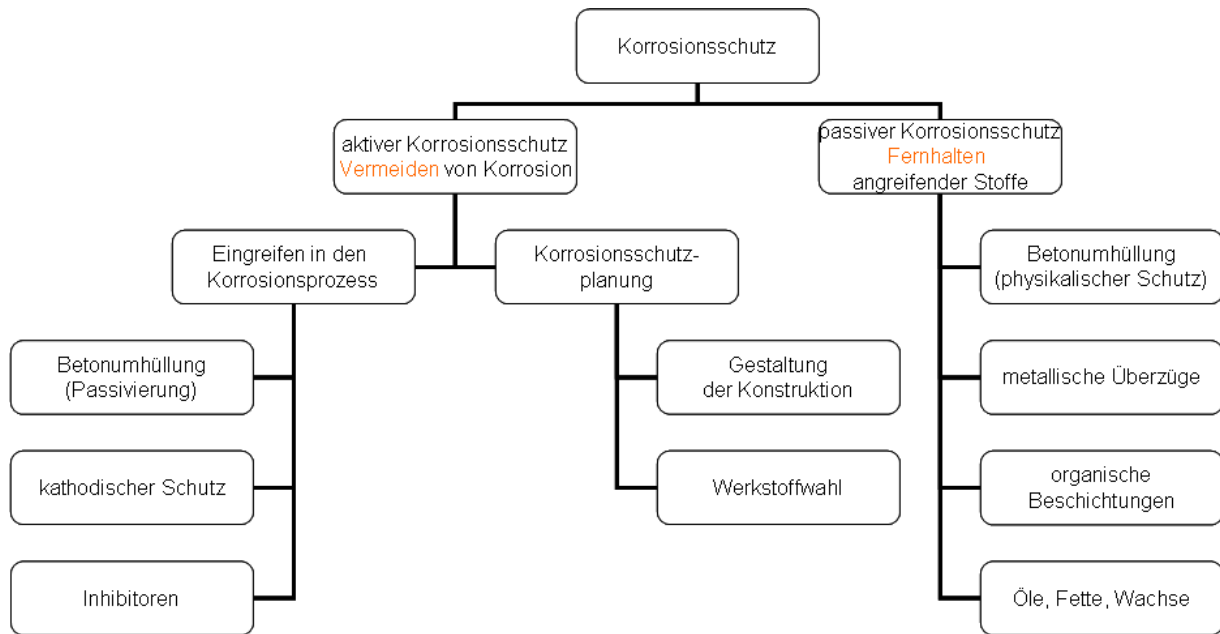 Korrosionsschutz
aktiver Korrosionsschutz
Vermeiden von Korrosion
passiver Korrosionsschutz
Fernhalten
angreifender Stoffe
Eingreifen in den
Korrosionsprozess
Korrosionsschutz-
planung
Betonumhüllung
(physikalischer Schutz)
Betonumhüllung
(Passivierung)
Gestaltung
der Konstruktion
metallische Überzüge
kathodischer Schutz
Werkstoffwahl
organische
Beschichtungen
Inhibitoren
Öle, Fette, Wachse